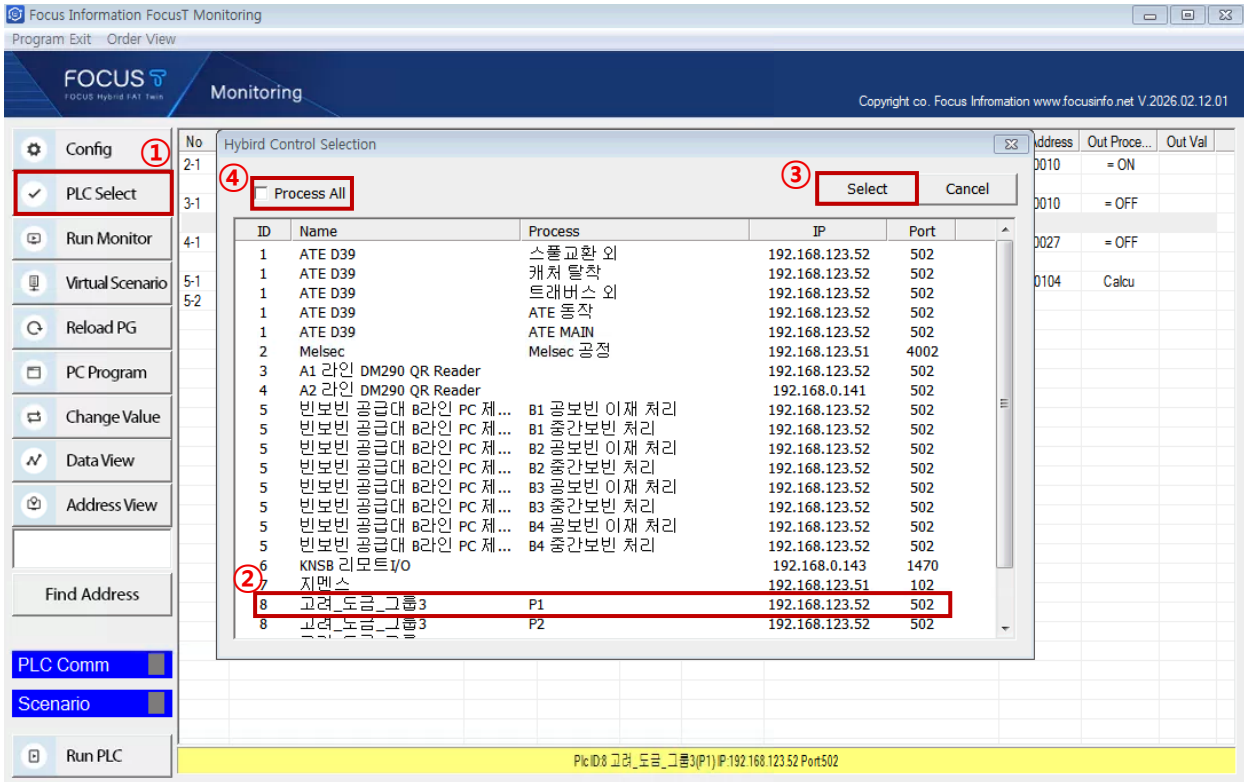 Focus Information FocusT Monitoring
Program Exit Order View
FOCUS T
FOCUS Hybrid FAT Twin
Monitoring
Copyright co. Focus Infromation www.focusinfo.net V.2026.02.12.01
Config
①
PLC Select
Run Monitor
Virtual Scenario
Reload PG
PC Program
Change Value
Data View
Address View
Find Address
PLC Comm
Scenario
Run PLC
No
2-1
3-1
4-1
5-1
5-2
Hybird Control Selection
④
Process All
③
Select Cancel
ID Name Process IP Port
1 ATE D39 스풀교환 외 192.168.123.52 502
1 ATE D39 캐처 탈착 192.168.123.52 502
1 ATE D39 트래버스 외 192.168.123.52 502
1 ATE D39 ATE 동작 192.168.123.52 502
1 ATE D39 ATE MAIN 192.168.123.52 502
2 Melsec Melsec 공정 192.168.123.51 4002
3 A1 라인 DM290 QR Reader 192.168.123.52 502
4 A2 라인 DM290 QR Reader 192.168.0.141 502
5 빈보빈 공급대 B라인 PC 제... B1 공보빈 이재 처리 192.168.123.52 502
5 빈보빈 공급대 B라인 PC 제... B1 중간보빈 처리 192.168.123.52 502
5 빈보빈 공급대 B라인 PC 제... B2 공보빈 이재 처리 192.168.123.52 502
5 빈보빈 공급대 B라인 PC 제... B2 중간보빈 처리 192.168.123.52 502
5 빈보빈 공급대 B라인 PC 제... B3 공보빈 이재 처리 192.168.123.52 502
5 빈보빈 공급대 B라인 PC 제... B3 중간보빈 처리 192.168.123.52 502
5 빈보빈 공급대 B라인 PC 제... B4 공보빈 이재 처리 192.168.123.52 502
5 빈보빈 공급대 B라인 PC 제... B4 중간보빈 처리 192.168.123.52 502
6 KNSB 리모트I/O 192.168.0.143 1470
②
7 지멘스 192.168.123.51 102
8 고려_도금_그룹3 P1 192.168.123.52 502
8 고려_도금_그룹3 P2 192.168.123.52 502
Address Out Proce... Out Val
0010 = ON
0010 = OFF
0027 = OFF
0104 Calcu
Plc ID:8 고려_도금_그룹3(P1) IP:192.168.123.52 Port:502